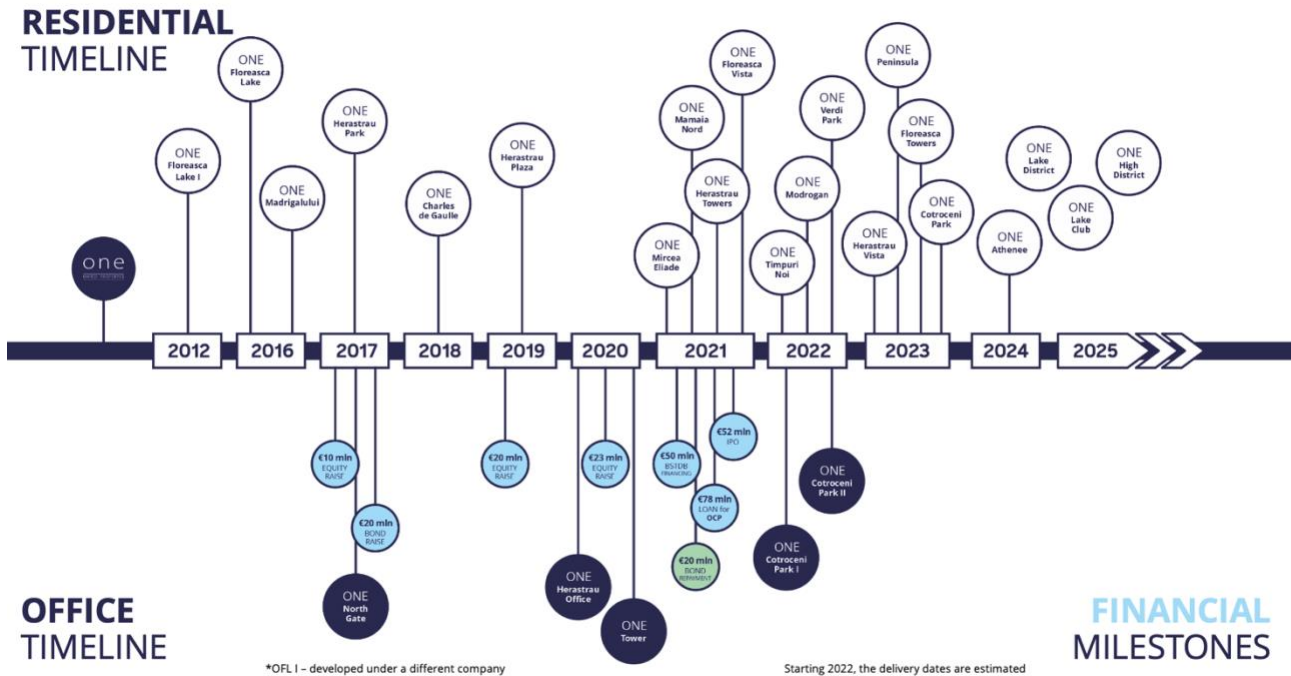 RESIDENTIAL
TIMELINE
one
ONE
Floreasca
Lake I
ONE
Floreasca
Lake
ONE
Madrigalului
ONE
Herastrau
Park
ONE
Charles
de Gaulle
ONE
Herastrau
Plaza
ONE
Mircea
Eliade
ONE
Mamaia
Nord
ONE
Herastrau
Towers
ONE
Floreasca
Vista
ONE
Timpuri
Noi
ONE
Modrogan
ONE
Verdi
Park
ONE
Herastrau
Vista
ONE
Peninsula
ONE
Floreasca
Towers
ONE
Cotroceni
Park
ONE
Athenee
ONE
Lake
District
ONE
Lake
Club
ONE
High
District
2012
2016
2017
2018
2019
2020
2021
2022
2023
2024
2025
€10 mln
EQUITY
RAISE
ONE
North
Gate
€20 mln
BOND
RAISE
€20 mln
EQUITY
RAISE
ONE
Herastrau
Office
€23 mln
EQUITY
RAISE
ONE
Tower
€50 mln
BSTDB
FINANCING
€20 mln
BOND
REPAYMENT
€78 mln
LOAN for
OCP
€52 mln
IPO
ONE
Cotroceni
Park I
ONE
Cotroceni
Park II
OFFICE
TIMELINE
FINANCIAL
MILESTONES
*OFL I – developed under a different company
Starting 2022, the delivery dates are estimated